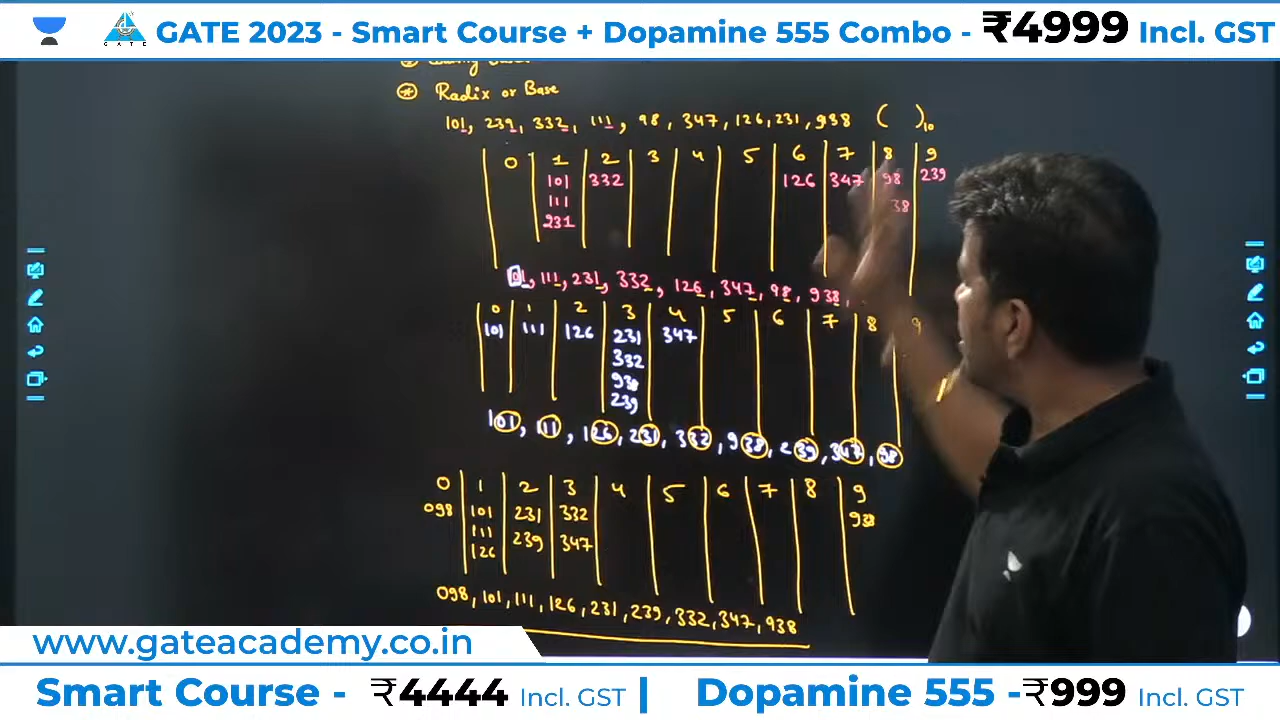 GATE 2023 - Smart Course + Dopamine 555 Combo - ₹4999 Incl. GST
GATE
Radix or Base
101, 239, 332, 111, 98, 347, 126, 231, 938 ( )10
0 1 2 3 4 5 6 7 8 9
101 332 126 347 98 239
111 38
231
101, 111, 231, 332, 126, 347, 98, 938,
0 1 2 3 4 5 6 7 8 9
101 111 126 231 347
332
938
239
101, 111, 126, 231, 332, 938, 239, 347, 98
0 1 2 3 4 5 6 7 8 9
098 101 231 332 938
111 239 347
126
098, 101, 111, 126, 231, 239, 332, 347, 938
www.gateacademy.co.in
Smart Course - ₹4444 Incl. GST | Dopamine 555 -₹999 Incl. GST